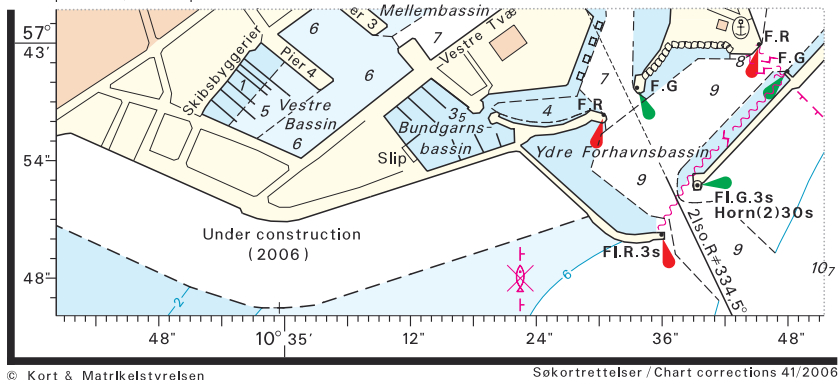 57°
43'
54"
48"
er 3
Mellembassin
7
Vestre Tvæ
6
6
Pier 4
Skibsbyggerier
1
5
Vestre
Bassin
6
35
Bundgarns-
bassin
4
Slip
F.R
7
F.G
9
8
F.R
F.G
Ydre Forhavnsbassin
9
Fl.G.3s
Horn(2)30s
9
107
2Iso.R≠334.5°
Fl.R.3s
6
2
Under construction
(2006)
48" 10° 35' 12" 24" 36" 48"
© Kort & Matrikelstyrelsen
Søkortrettelser / Chart corrections 41/2006